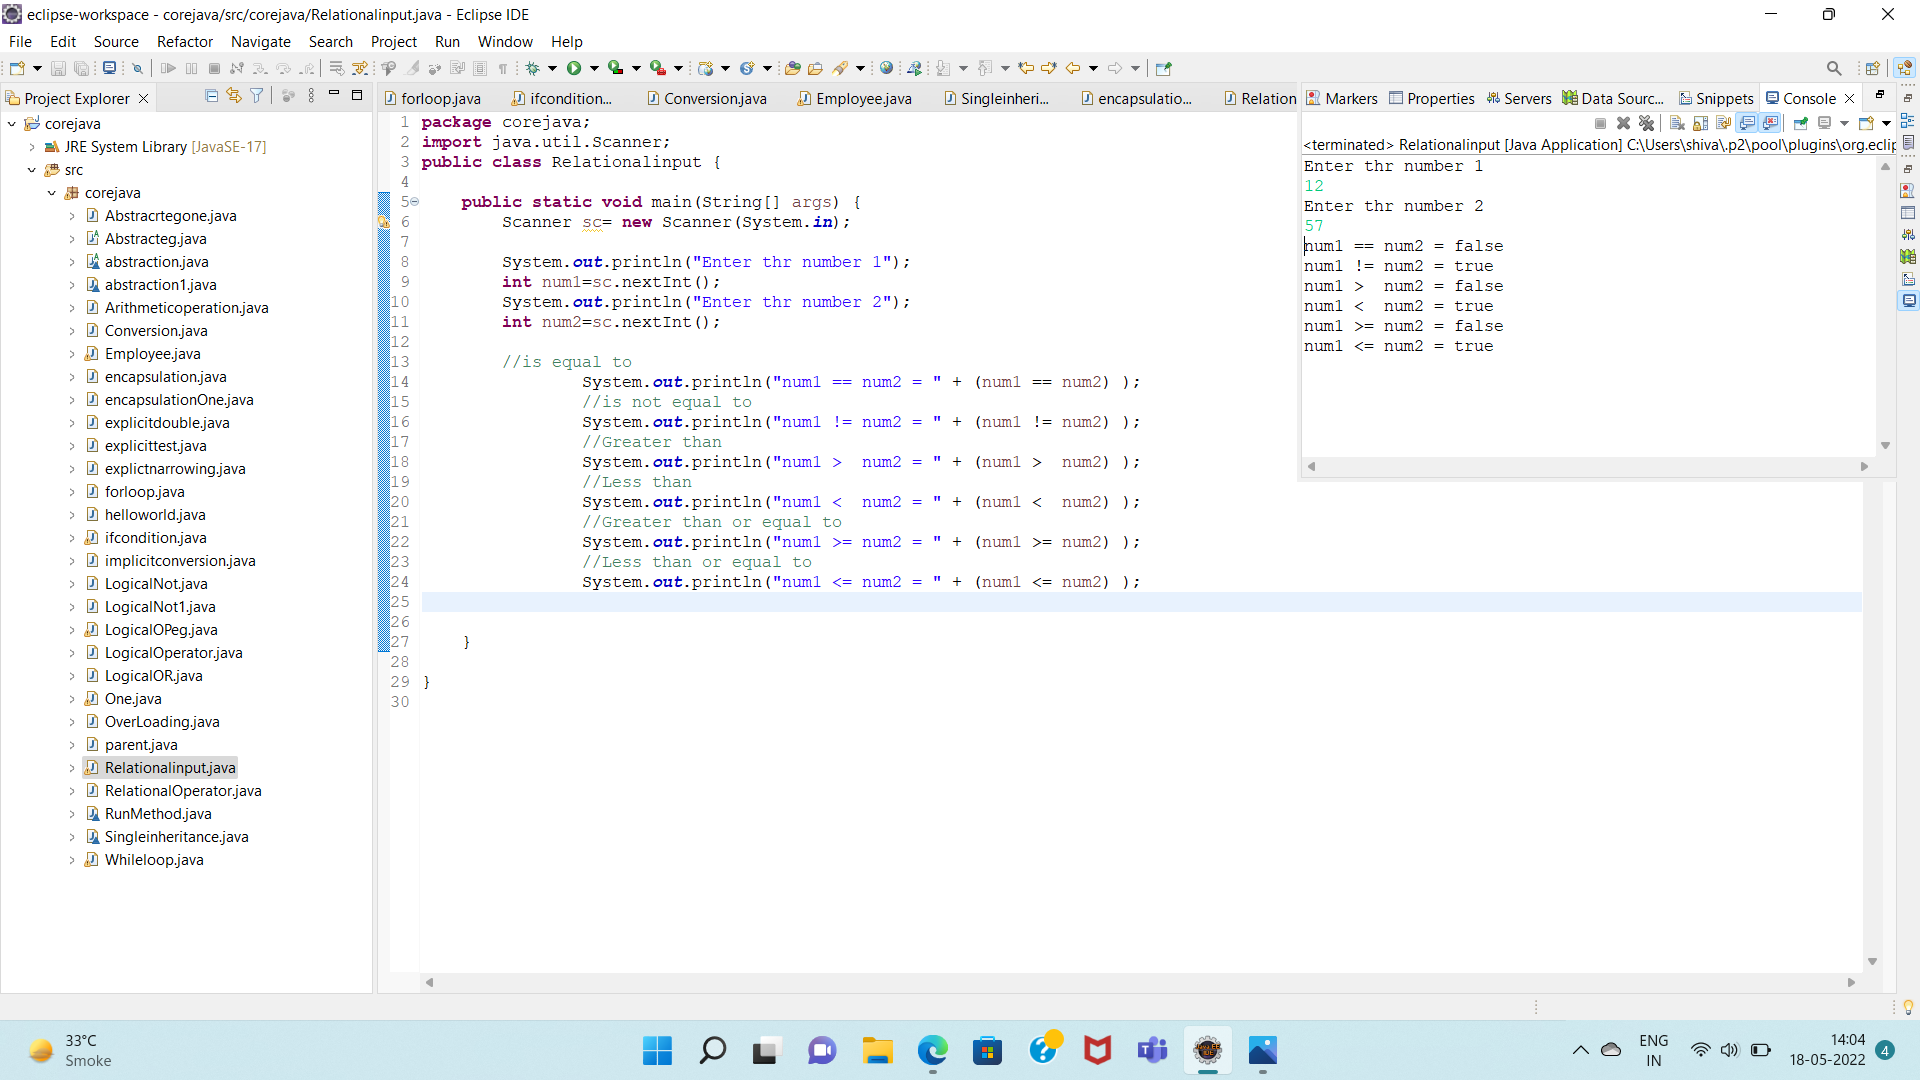 eclipse-workspace - corejava/src/corejava/Relationalinput.java - Eclipse IDE
File Edit Source Refactor Navigate Search Project Run Window Help
Project Explorer
corejava
JRE System Library [JavaSE-17]
src
corejava
Abstracrtegone.java
Abstracteg.java
abstraction.java
abstraction1.java
Arithmeticoperation.java
Conversion.java
Employee.java
encapsulation.java
encapsulationOne.java
explicitdouble.java
explicittest.java
explictnarrowing.java
forloop.java
helloworld.java
ifcondition.java
implicitconversion.java
LogicalNot.java
LogicalNot1.java
LogicalOPeg.java
LogicalOperator.java
LogicalOR.java
One.java
OverLoading.java
parent.java
Relationalinput.java
RelationalOperator.java
RunMethod.java
Singleinheritance.java
Whileloop.java
forloop.java ifcondition... Conversion.java Employee.java Singleinheri... encapsulatio... Relation
1 package corejava;
2 import java.util.Scanner;
3 public class Relationalinput {
4
5 public static void main(String[] args) {
6 Scanner sc= new Scanner(System.in);
7
8 System.out.println("Enter thr number 1");
9 int num1=sc.nextInt();
10 System.out.println("Enter thr number 2");
11 int num2=sc.nextInt();
12
13 //is equal to
14 System.out.println("num1 == num2 = " + (num1 == num2) );
15 //is not equal to
16 System.out.println("num1 != num2 = " + (num1 != num2) );
17 //Greater than
18 System.out.println("num1 >  num2 = " + (num1 >  num2) );
19 //Less than
20 System.out.println("num1 <  num2 = " + (num1 <  num2) );
21 //Greater than or equal to
22 System.out.println("num1 >= num2 = " + (num1 >= num2) );
23 //Less than or equal to
24 System.out.println("num1 <= num2 = " + (num1 <= num2) );
25
26
27 }
28
29 }
30
Markers Properties Servers Data Sourc... Snippets Console
<terminated> Relationalinput [Java Application] C:\Users\shiva\.p2\pool\plugins\org.eclip
Enter thr number 1
12
Enter thr number 2
57
num1 == num2 = false
num1 != num2 = true
num1 >  num2 = false
num1 <  num2 = true
num1 >= num2 = false
num1 <= num2 = true
33°C
Smoke
ENG
IN
14:04
18-05-2022
4